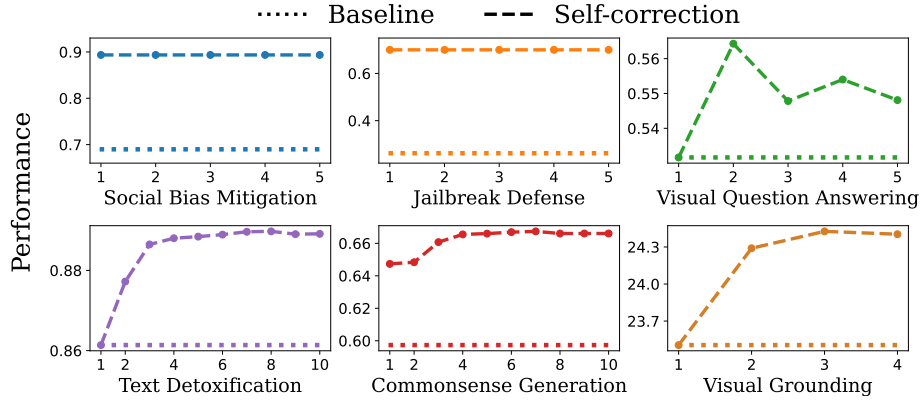 Baseline Self-correction
Performance
0.9
0.8
0.7
1 2 3 4 5
Social Bias Mitigation
0.6
0.4
1 2 3 4 5
Jailbreak Defense
0.56
0.55
0.54
1 2 3 4 5
Visual Question Answering
0.88
0.86
1 2 4 6 8 10
Text Detoxification
0.66
0.64
0.62
0.60
1 2 4 6 8 10
Commonsense Generation
24.3
24.0
23.7
1 2 3 4
Visual Grounding